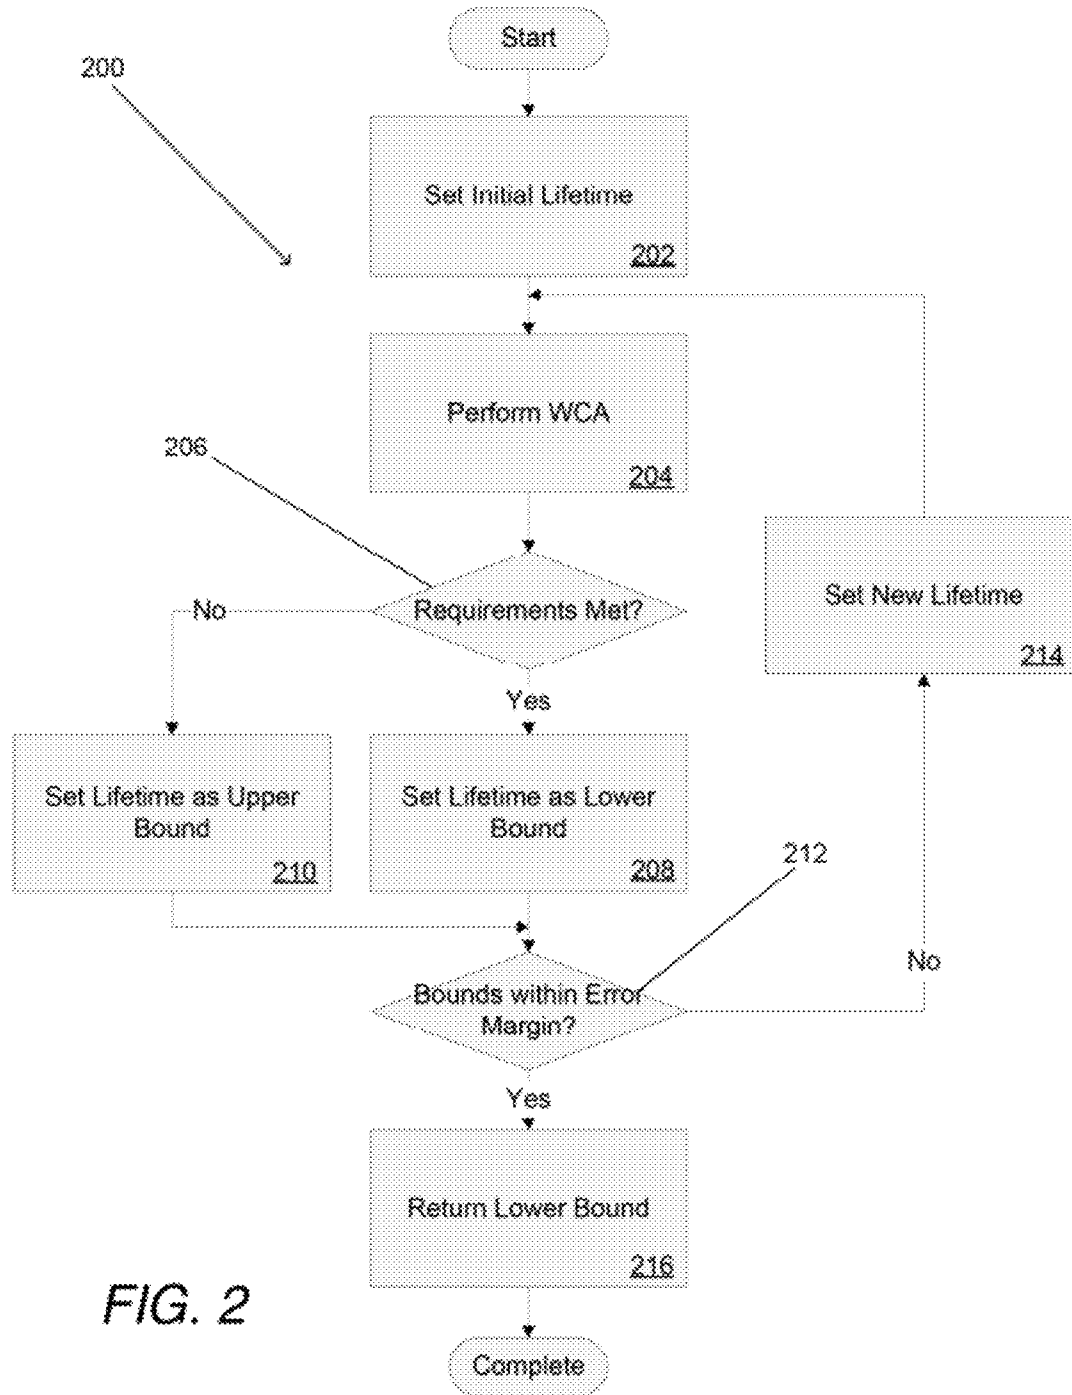 Start
200
Set Initial Lifetime
202
Perform WCA
204
206
Requirements Met?
No
Yes
Set New Lifetime
214
Set Lifetime as Upper
Bound
210
Set Lifetime as Lower
Bound
208
212
Bounds within Error
Margin?
No
Yes
Return Lower Bound
216
FIG. 2
Complete